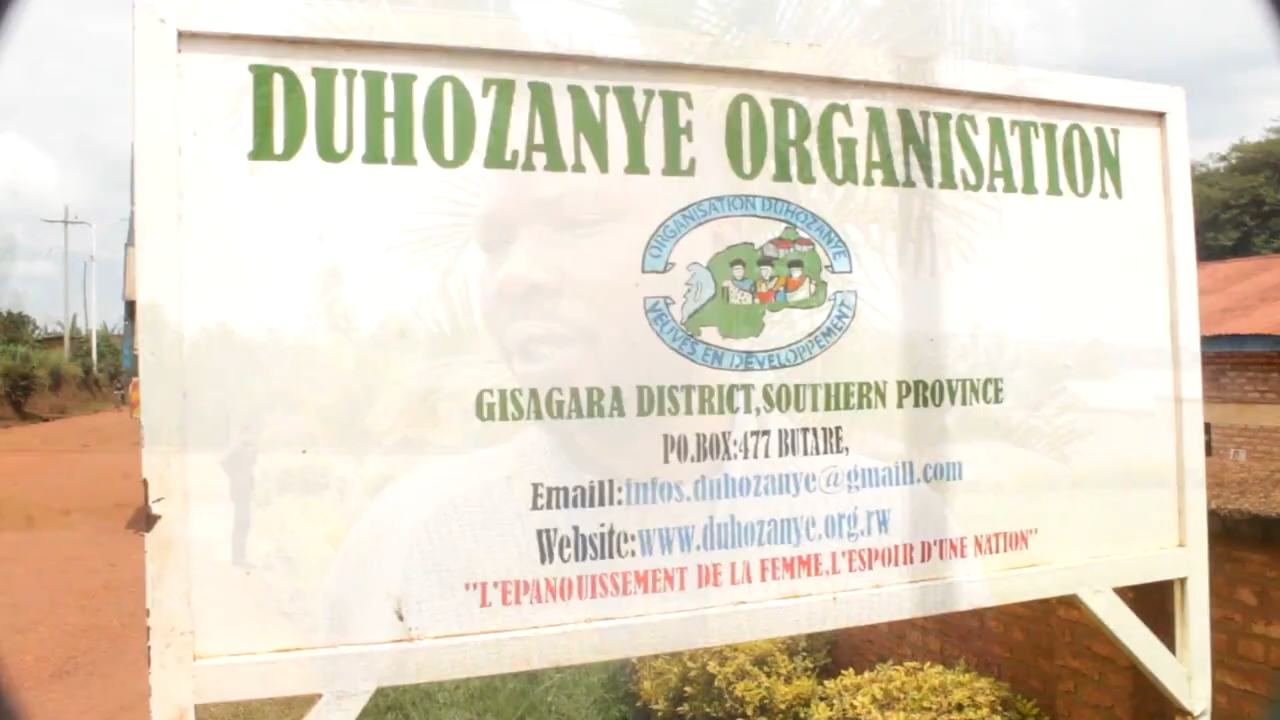 DUHOZANYE ORGANISATION
ORGANISATION DUHOZANYE
VEUVES EN DEVELOPPEMENT
GISAGARA DISTRICT,SOUTHERN PROVINCE
PO.BOX:477 BUTARE,
Emaill:infos.duhozanye@gmaill.com
Website:www.duhozanye.org.rw
"L'EPANOUISSEMENT DE LA FEMME,L'ESPOIR D'UNE NATION"